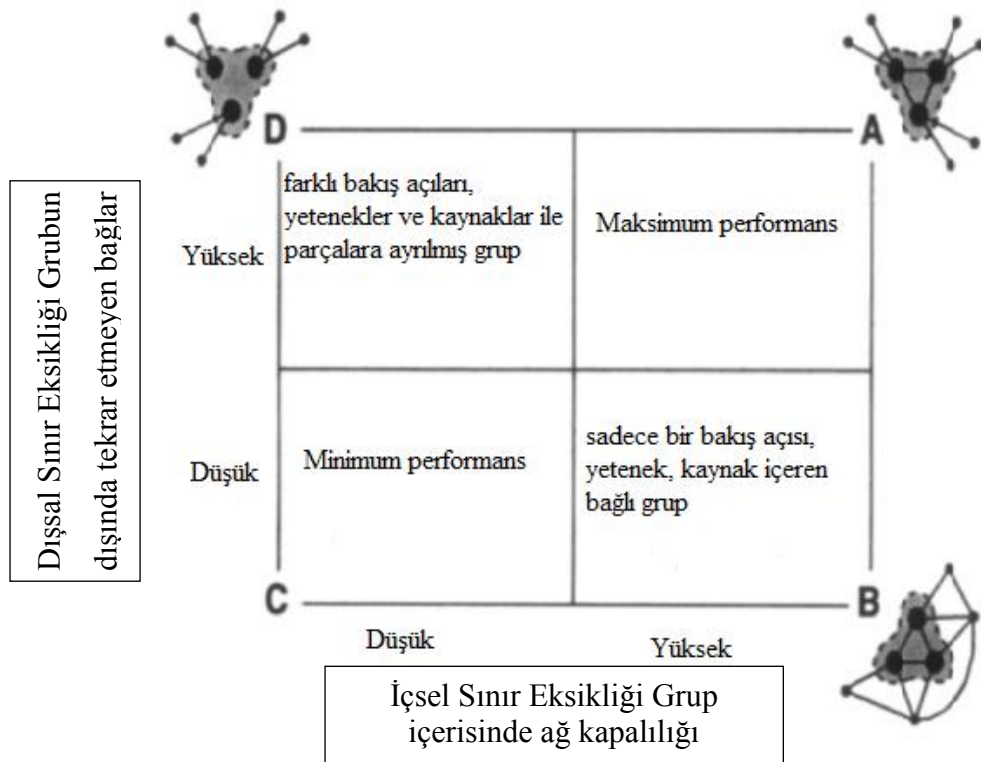 D
A
farklı bakış açıları,
yetenekler ve kaynaklar ile
parçalara ayrılmış grup
Maksimum performans
Yüksek
Dışsal Sınır Eksikliği Grubun
dışında tekrar etmeyen bağlar
Düşük
Minimum performans
sadece bir bakış açısı,
yetenek, kaynak içeren
bağlı grup
C
B
Düşük
Yüksek
İçsel Sınır Eksikliği Grup
içerisinde ağ kapalılığı